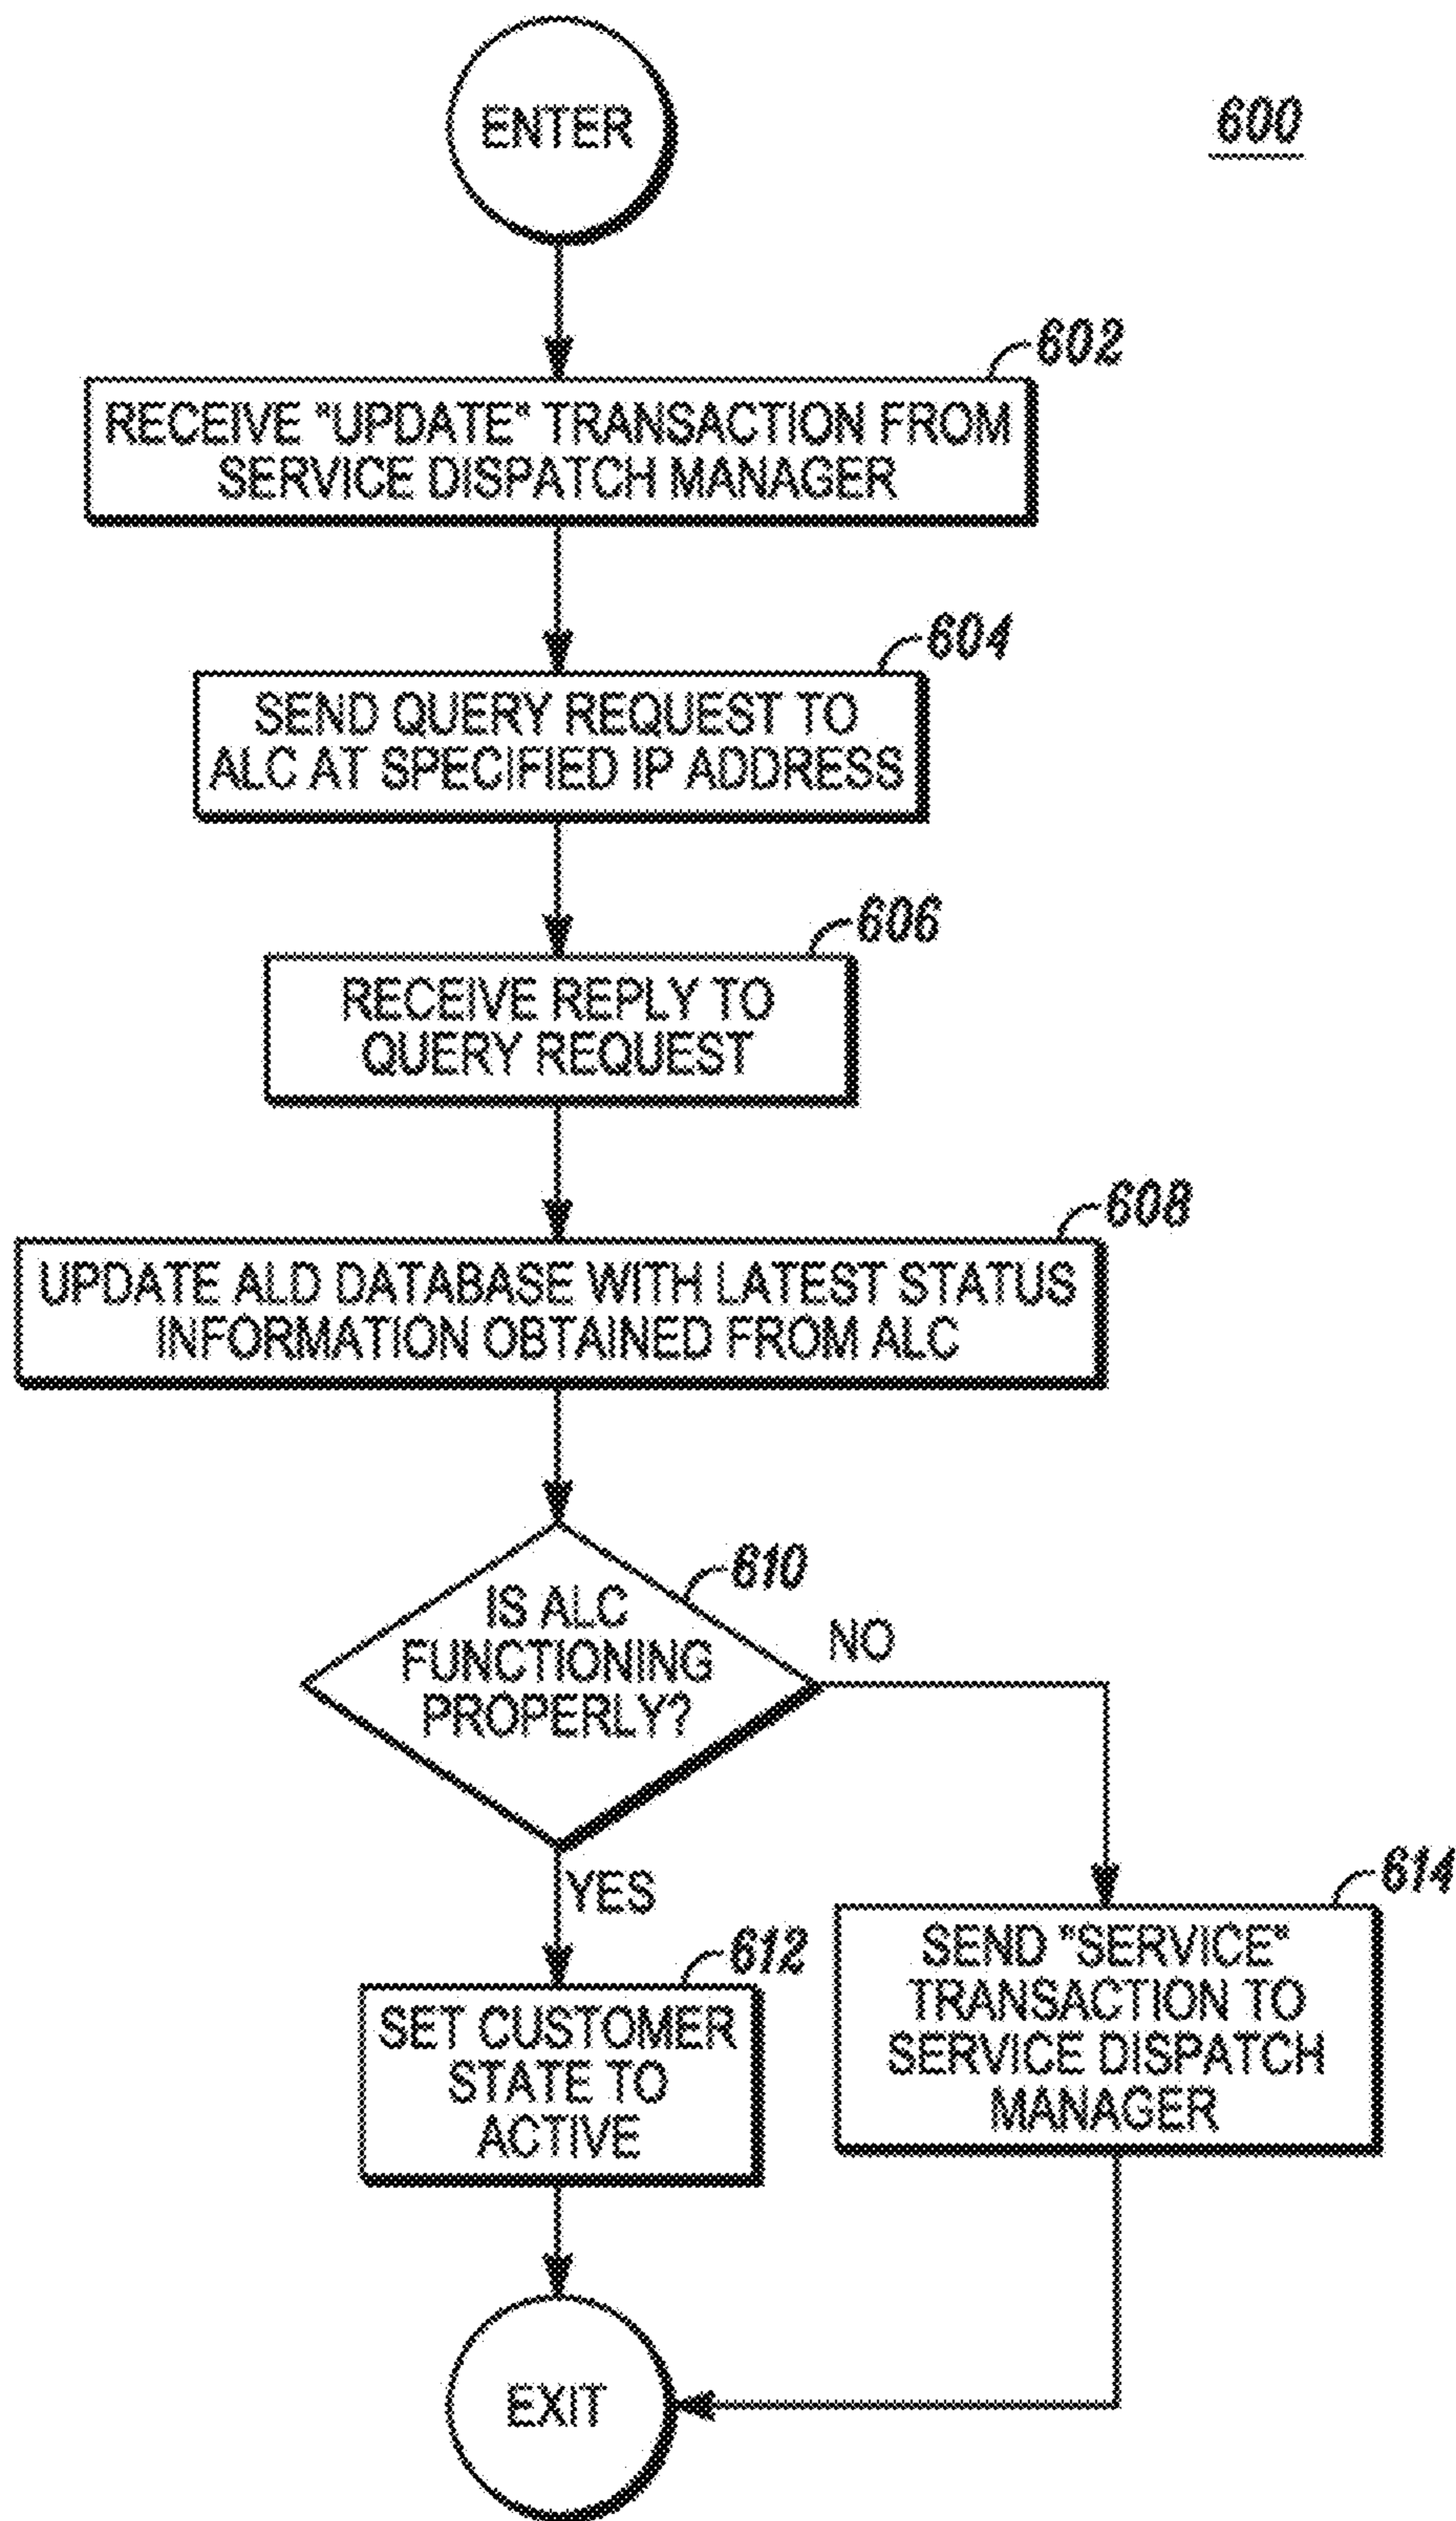 ENTER
600
602
RECEIVE "UPDATE" TRANSACTION FROM
SERVICE DISPATCH MANAGER
604
SEND QUERY REQUEST TO
ALC AT SPECIFIED IP ADDRESS
606
RECEIVE REPLY TO
QUERY REQUEST
608
UPDATE ALD DATABASE WITH LATEST STATUS
INFORMATION OBTAINED FROM ALC
610
IS ALC
FUNCTIONING
PROPERLY?
NO
YES
612
SET CUSTOMER
STATE TO
ACTIVE
614
SEND "SERVICE"
TRANSACTION TO
SERVICE DISPATCH
MANAGER
EXIT